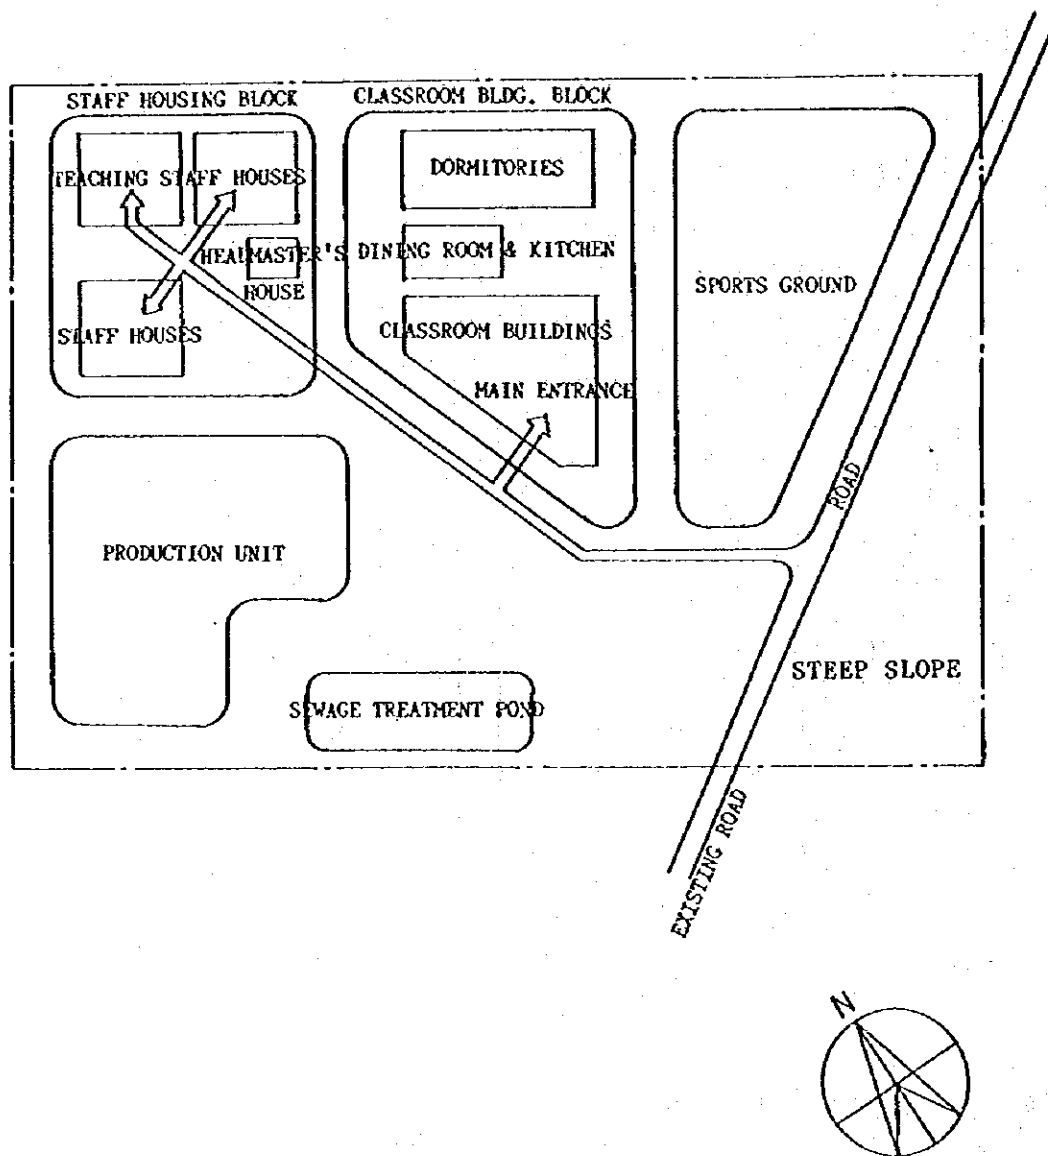 STAFF HOUSING BLOCK
CLASSROOM BLDG. BLOCK
TEACHING STAFF HOUSES
DORMITORIES
HEADMASTER'S
HOUSE
DINING ROOM & KITCHEN
SPORTS GROUND
STAFF HOUSES
CLASSROOM BUILDINGS
MAIN ENTRANCE
ROAD
PRODUCTION UNIT
STEEP SLOPE
SEWAGE TREATMENT POND
EXISTING ROAD
N